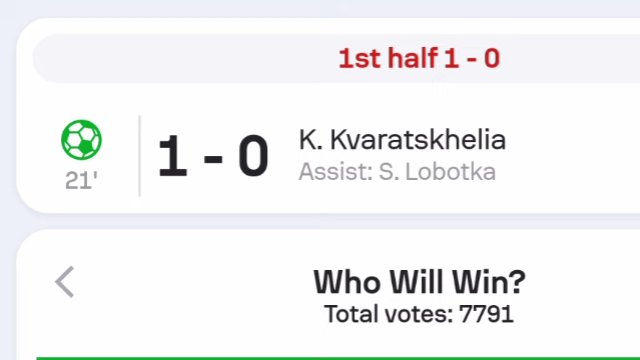 1st half 1 - 0
1 - 0
K. Kvaratskhelia
Assist: S. Lobotka
21'
Who Will Win?
Total votes: 7791